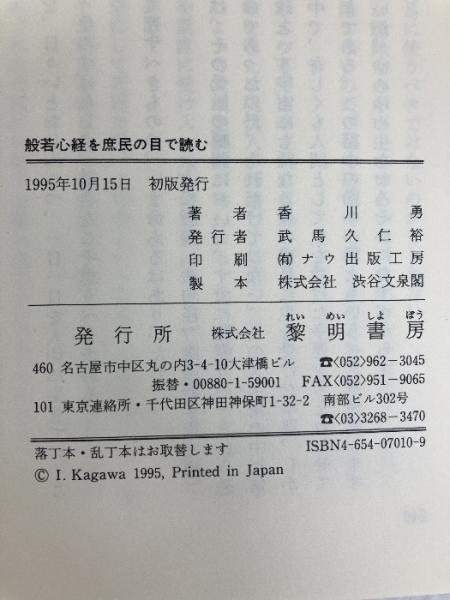 般若心経を庶民の目で読む
1995年10月15日 初版発行
著者 香川勇
発行者 武馬久仁裕
印刷 ㈲ナウ出版工房
製本 株式会社 渋谷文泉閣
れい めい しよ ぼう
発行所 株式会社 黎明書房
460 名古屋市中区丸の内3-4-10大津橋ビル ☎〈052〉962-3045
振替・00880-1-59001 FAX〈052〉951-9065
101 東京連絡所・千代田区神田神保町1-32-2 南部ビル302号
☎〈03〉3268-3470
落丁本・乱丁本はお取替します ISBN4-654-07010-9
© I. Kagawa 1995, Printed in Japan